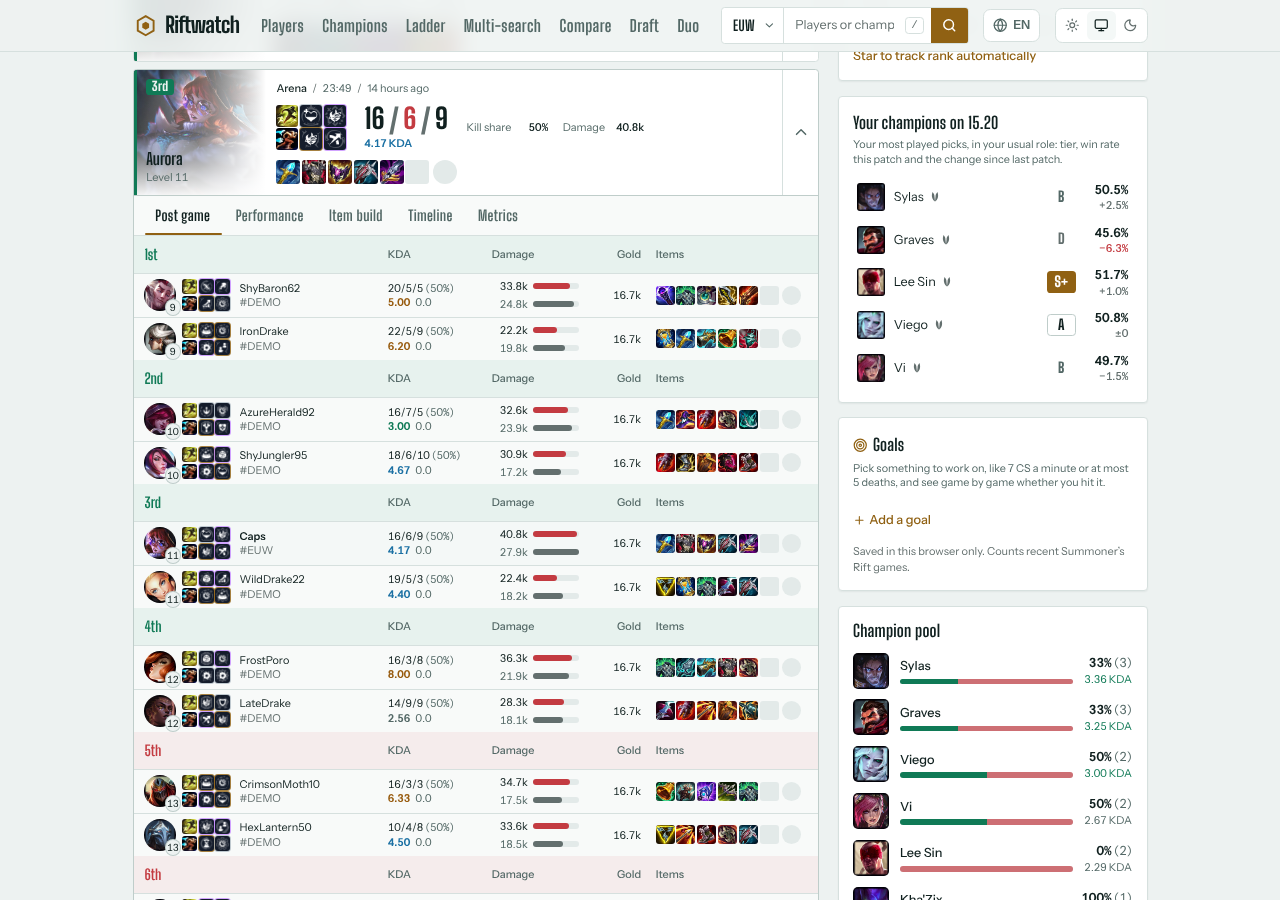 Riftwatch
Players
Champions
Ladder
Multi-search
Compare
Draft
Duo
EUW
Players or champ
/
EN
3rd
Aurora
Level 11
Arena / 23:49 / 14 hours ago
16 / 6 / 9
4.17 KDA
Kill share 50% Damage 40.8k
Post game Performance Item build Timeline Metrics
1st KDA Damage Gold Items
9 ShyBaron62 20/5/5 (50%) 33.8k 16.7k
#DEMO 5.00 0.0 24.8k
9 IronDrake 22/5/9 (50%) 22.2k 16.7k
#DEMO 6.20 0.0 19.8k
2nd KDA Damage Gold Items
10 AzureHerald92 16/7/5 (50%) 32.6k 16.7k
#DEMO 3.00 0.0 23.9k
10 ShyJungler95 18/6/10 (50%) 30.9k 16.7k
#DEMO 4.67 0.0 17.2k
3rd KDA Damage Gold Items
11 Caps 16/6/9 (50%) 40.8k 16.7k
#EUW 4.17 0.0 27.9k
11 WildDrake22 19/5/3 (50%) 22.4k 16.7k
#DEMO 4.40 0.0 18.2k
4th KDA Damage Gold Items
12 FrostPoro 16/3/8 (50%) 36.3k 16.7k
#DEMO 8.00 0.0 21.9k
12 LateDrake 14/9/9 (50%) 28.3k 16.7k
#DEMO 2.56 0.0 18.1k
5th KDA Damage Gold Items
13 CrimsonMoth10 16/3/3 (50%) 34.7k 16.7k
#DEMO 6.33 0.0 17.5k
13 HexLantern50 10/4/8 (50%) 33.6k 16.7k
#DEMO 4.50 0.0 18.5k
6th KDA Damage Gold Items
Star to track rank automatically
Your champions on 15.20
Your most played picks, in your usual role: tier, win rate
this patch and the change since last patch.
Sylas B 50.5%
+2.5%
Graves D 45.6%
−6.3%
Lee Sin S+ 51.7%
+1.0%
Viego A 50.8%
±0
Vi B 49.7%
−1.5%
Goals
Pick something to work on, like 7 CS a minute or at most
5 deaths, and see game by game whether you hit it.
+ Add a goal
Saved in this browser only. Counts recent Summoner's
Rift games.
Champion pool
Sylas 33% (3)
3.36 KDA
Graves 33% (3)
3.25 KDA
Viego 50% (2)
3.00 KDA
Vi 50% (2)
2.67 KDA
Lee Sin 0% (2)
2.29 KDA
Kha'Zix 100% (1)